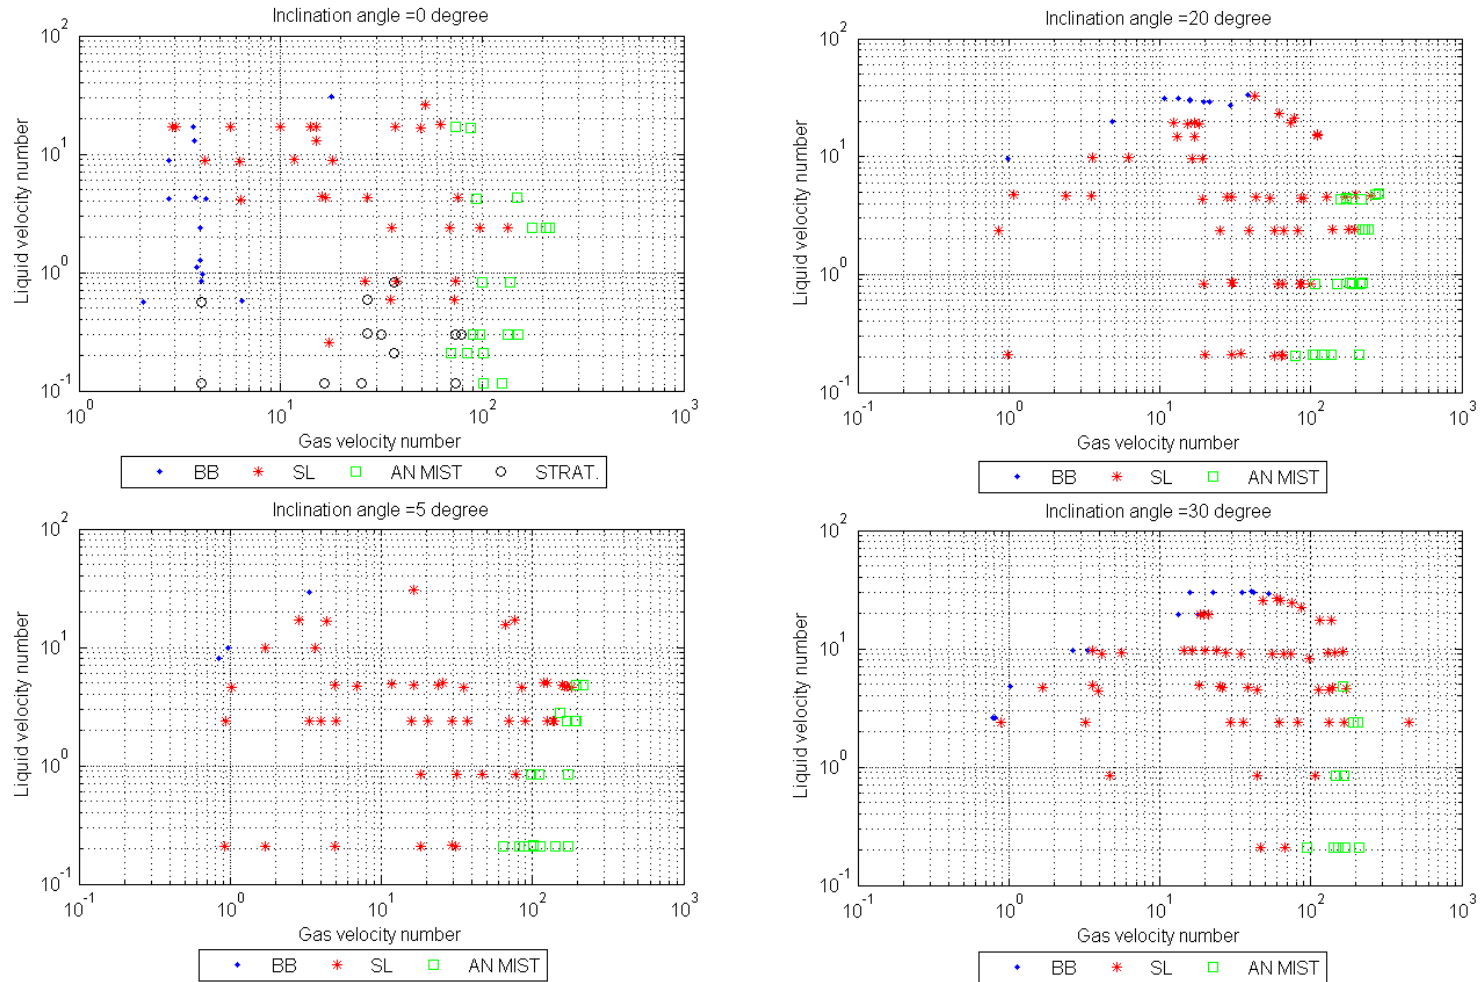 Inclination angle =0 degree
Liquid velocity number
10^2
10^1
10^0
10^-1
10^0 10^1 10^2 10^3
Gas velocity number
BB SL AN MIST STRAT.
Inclination angle =20 degree
Liquid velocity number
10^2
10^1
10^0
10^-1
10^-1 10^0 10^1 10^2 10^3
Gas velocity number
BB SL AN MIST
Inclination angle =5 degree
Liquid velocity number
10^2
10^1
10^0
10^-1
10^-1 10^0 10^1 10^2 10^3
Gas velocity number
BB SL AN MIST
Inclination angle =30 degree
Liquid velocity number
10^2
10^1
10^0
10^-1
10^-1 10^0 10^1 10^2 10^3
Gas velocity number
BB SL AN MIST